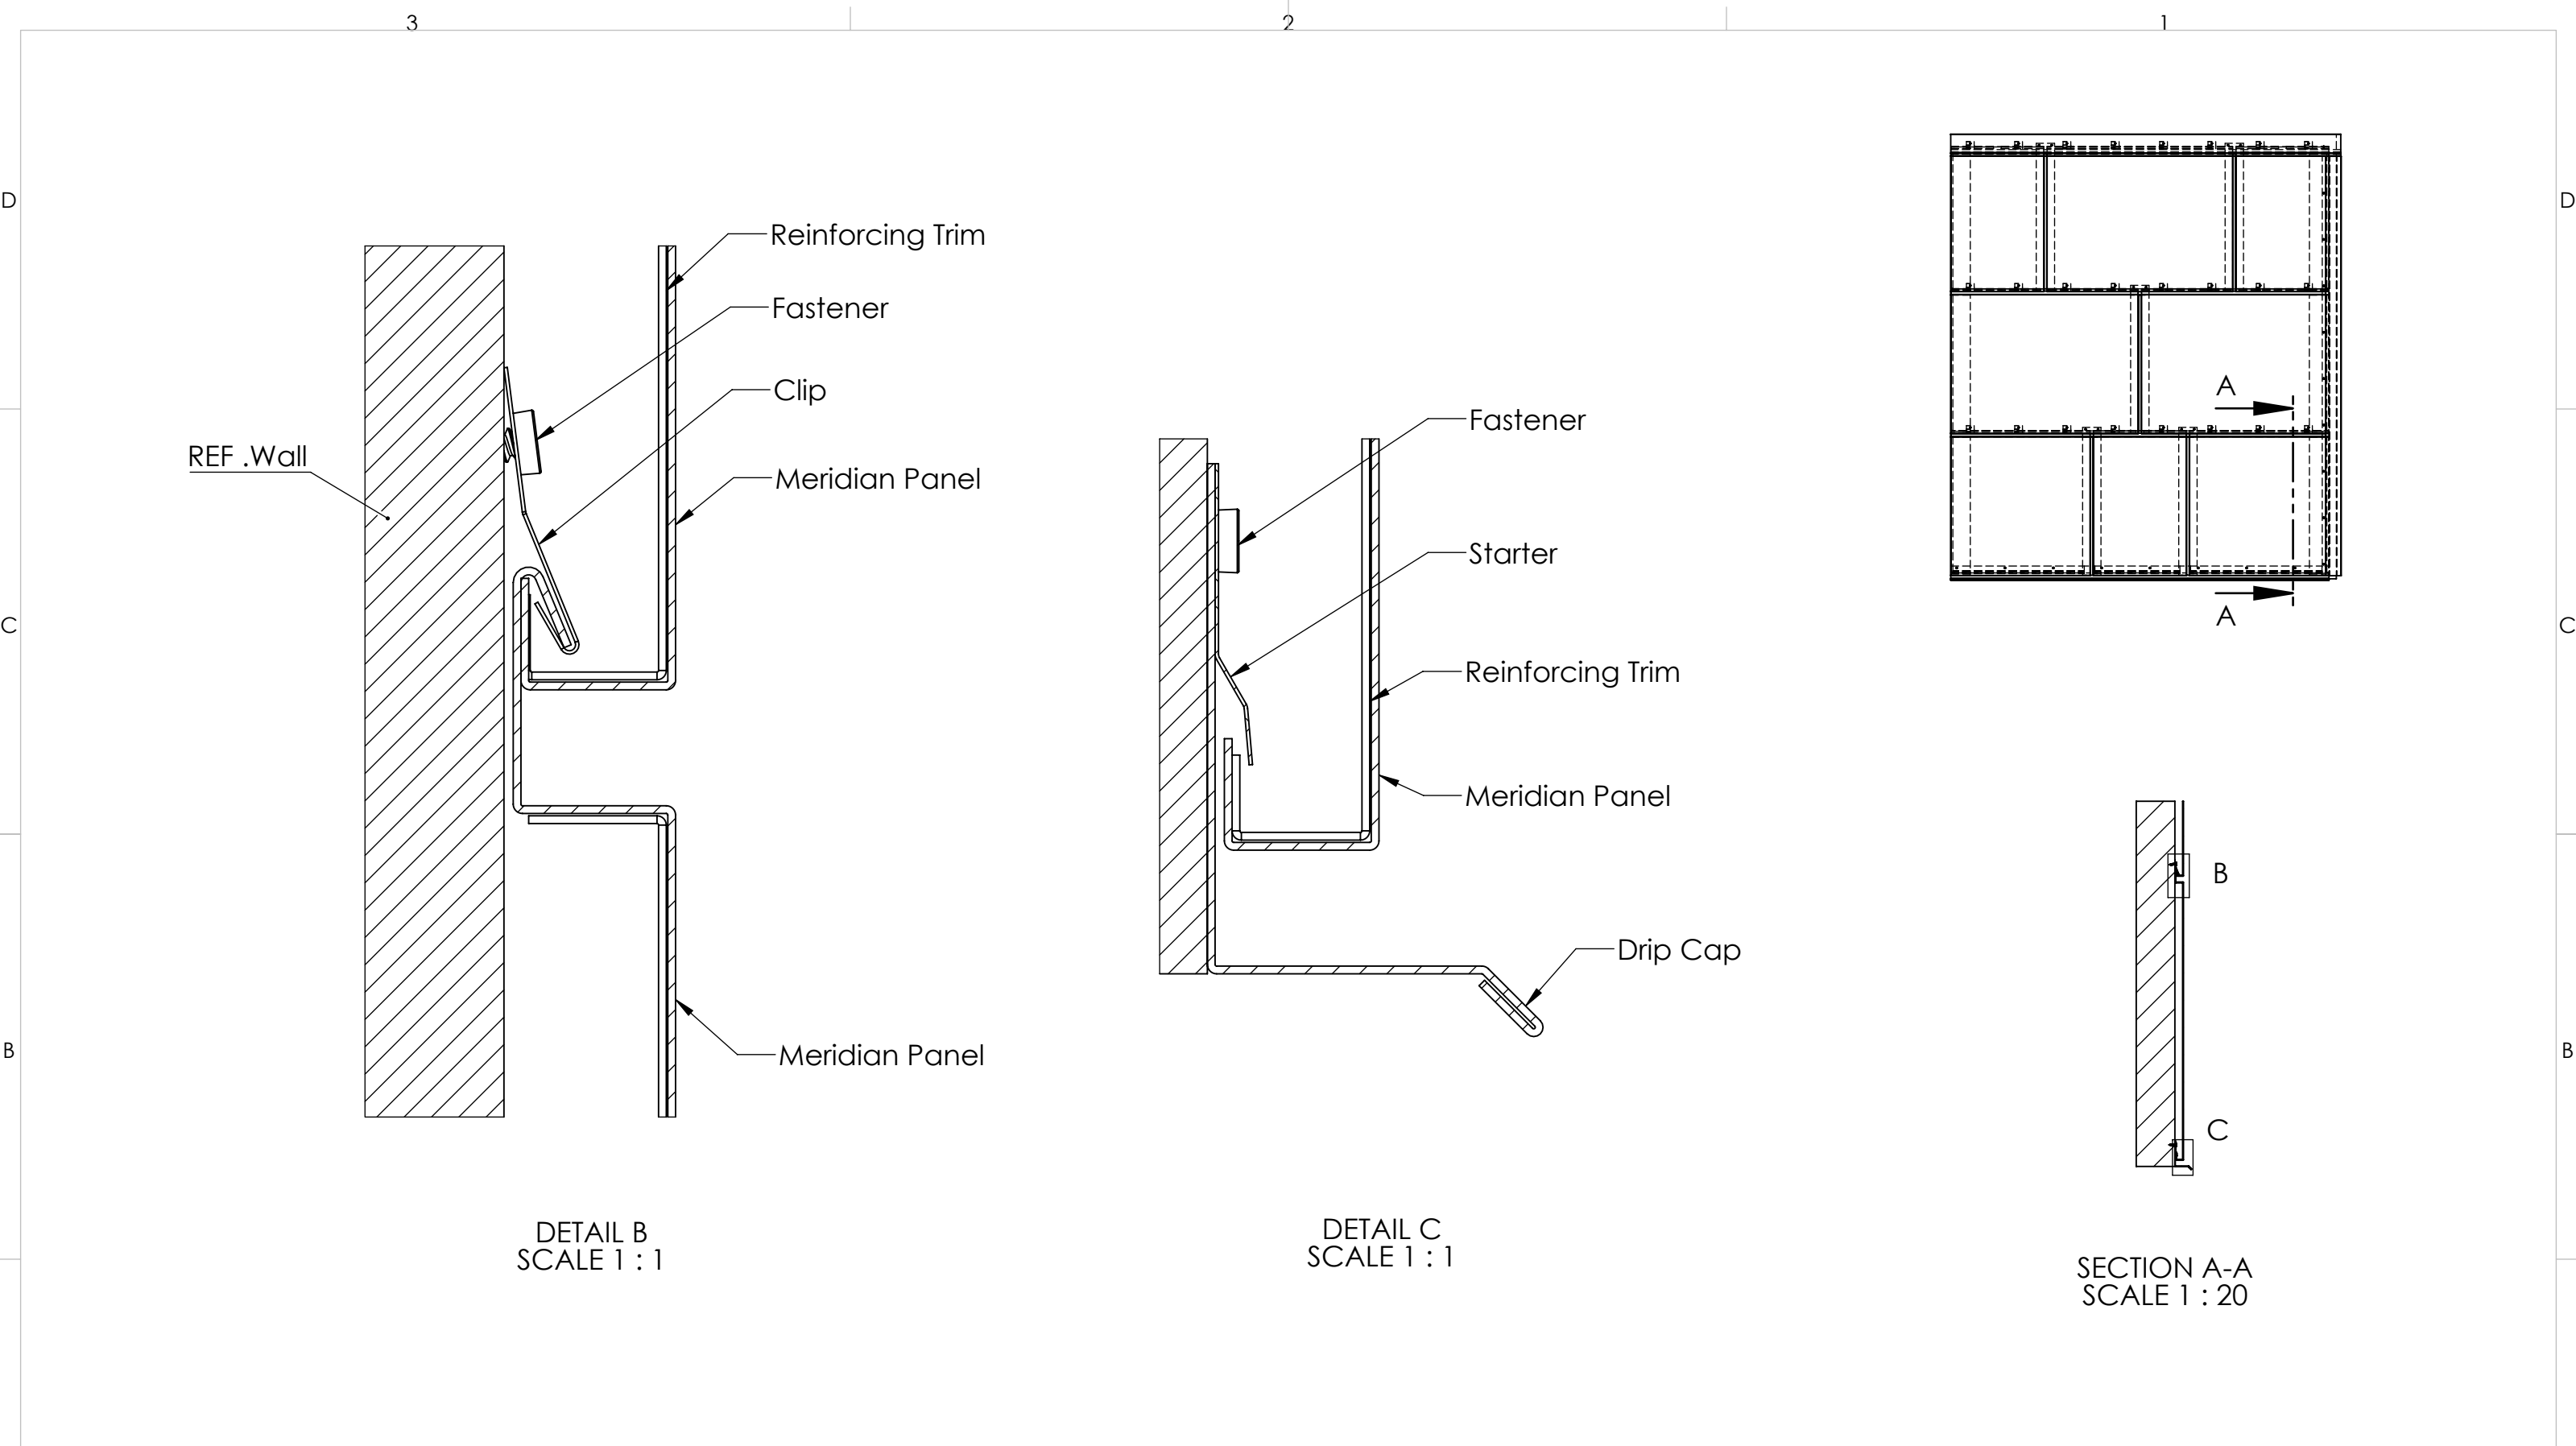 3
2
1
D
D
Reinforcing Trim
Fastener
Clip
REF .Wall
Meridian Panel
Meridian Panel
DETAIL B
SCALE 1 : 1
Fastener
Starter
Reinforcing Trim
Meridian Panel
Drip Cap
DETAIL C
SCALE 1 : 1
A
A
C
C
B
C
B
B
SECTION A-A
SCALE 1 : 20